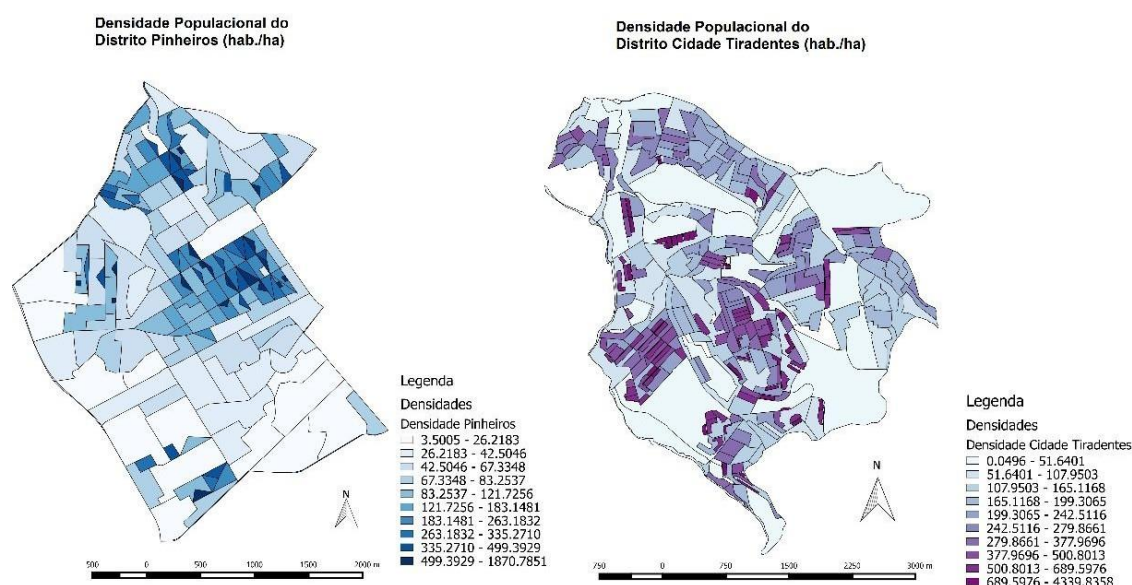 Densidade Populacional do
Distrito Pinheiros (hab./ha)
Legenda
Densidades
Densidade Pinheiros
3.5005 - 26.2183
26.2183 - 42.5046
42.5046 - 67.3348
67.3348 - 83.2537
83.2537 - 121.7256
121.7256 - 183.1481
183.1481 - 263.1832
263.1832 - 335.2710
335.2710 - 499.3929
499.3929 - 1870.7851
N
500 0 500 1000 1500 2000 m
Densidade Populacional do
Distrito Cidade Tiradentes (hab./ha)
Legenda
Densidades
Densidade Cidade Tiradentes
0.0496 - 51.6401
51.6401 - 107.9503
107.9503 - 165.1168
165.1168 - 199.3065
199.3065 - 242.5116
242.5116 - 279.8661
279.8661 - 377.9696
377.9696 - 500.8013
500.8013 - 689.5976
689.5976 - 4339.8358
N
750 0 750 1500 2250 3000 m